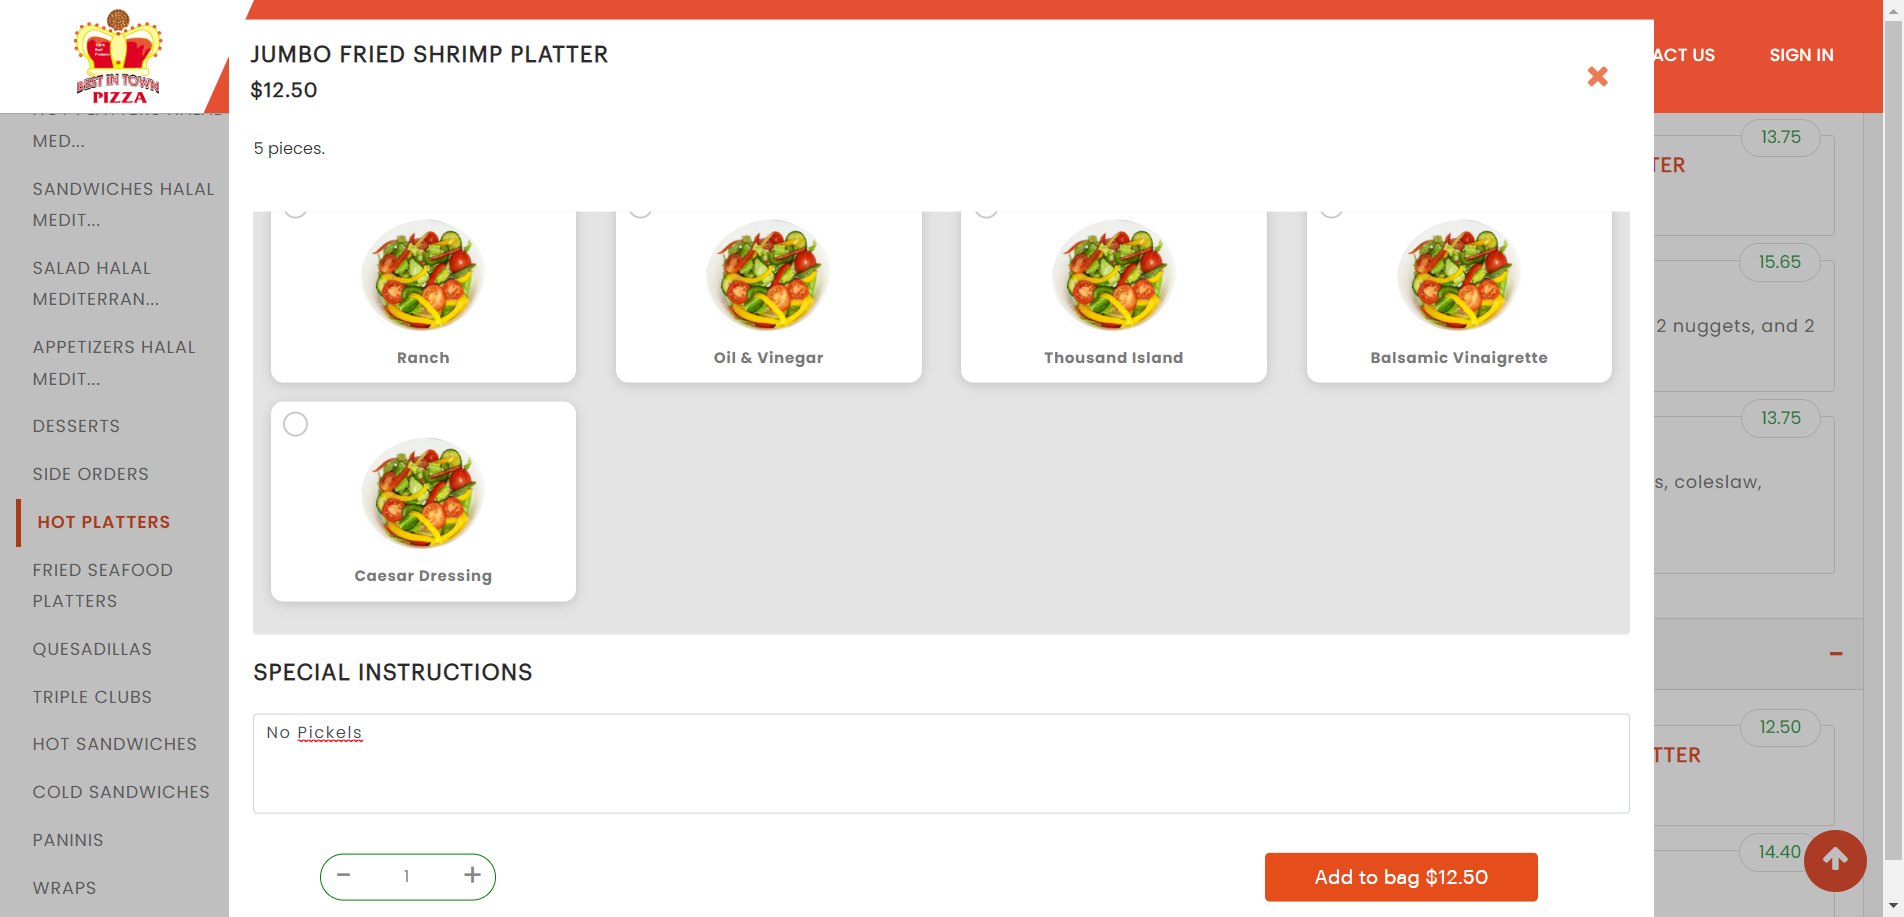 BEST IN TOWN
PIZZA
JUMBO FRIED SHRIMP PLATTER
$12.50
5 pieces.
ACT US
SIGN IN
MED...
SANDWICHES HALAL
MEDIT...
SALAD HALAL
MEDITERRAN...
APPETIZERS HALAL
MEDIT...
DESSERTS
SIDE ORDERS
HOT PLATTERS
FRIED SEAFOOD
PLATTERS
QUESADILLAS
TRIPLE CLUBS
HOT SANDWICHES
COLD SANDWICHES
PANINIS
WRAPS
Ranch
Oil & Vinegar
Thousand Island
Balsamic Vinaigrette
Caesar Dressing
SPECIAL INSTRUCTIONS
No Pickels
1
Add to bag $12.50
13.75
TER
15.65
2 nuggets, and 2
13.75
s, coleslaw,
12.50
TTER
14.40